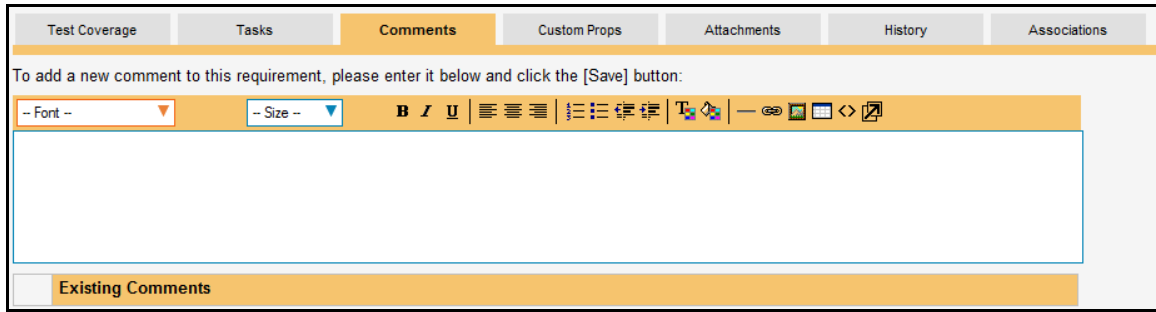 Test Coverage Tasks Comments Custom Props Attachments History Associations
To add a new comment to this requirement, please enter it below and click the [Save] button:
-- Font -- -- Size -- B I U
Existing Comments